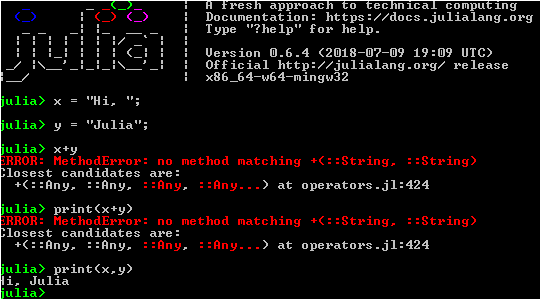 A fresh approach to technical computing
Documentation: https://docs.julialang.org
Type "?help" for help.
Version 0.6.4 (2018-07-09 19:09 UTC)
Official http://julialang.org/ release
x86_64-w64-mingw32
julia> x = "Hi, ";
julia> y = "Julia";
julia> x+y
ERROR: MethodError: no method matching +(::String, ::String)
Closest candidates are:
+(::Any, ::Any, ::Any, ::Any...) at operators.jl:424
julia> print(x+y)
ERROR: MethodError: no method matching +(::String, ::String)
Closest candidates are:
+(::Any, ::Any, ::Any, ::Any...) at operators.jl:424
julia> print(x,y)
Hi, Julia
julia>